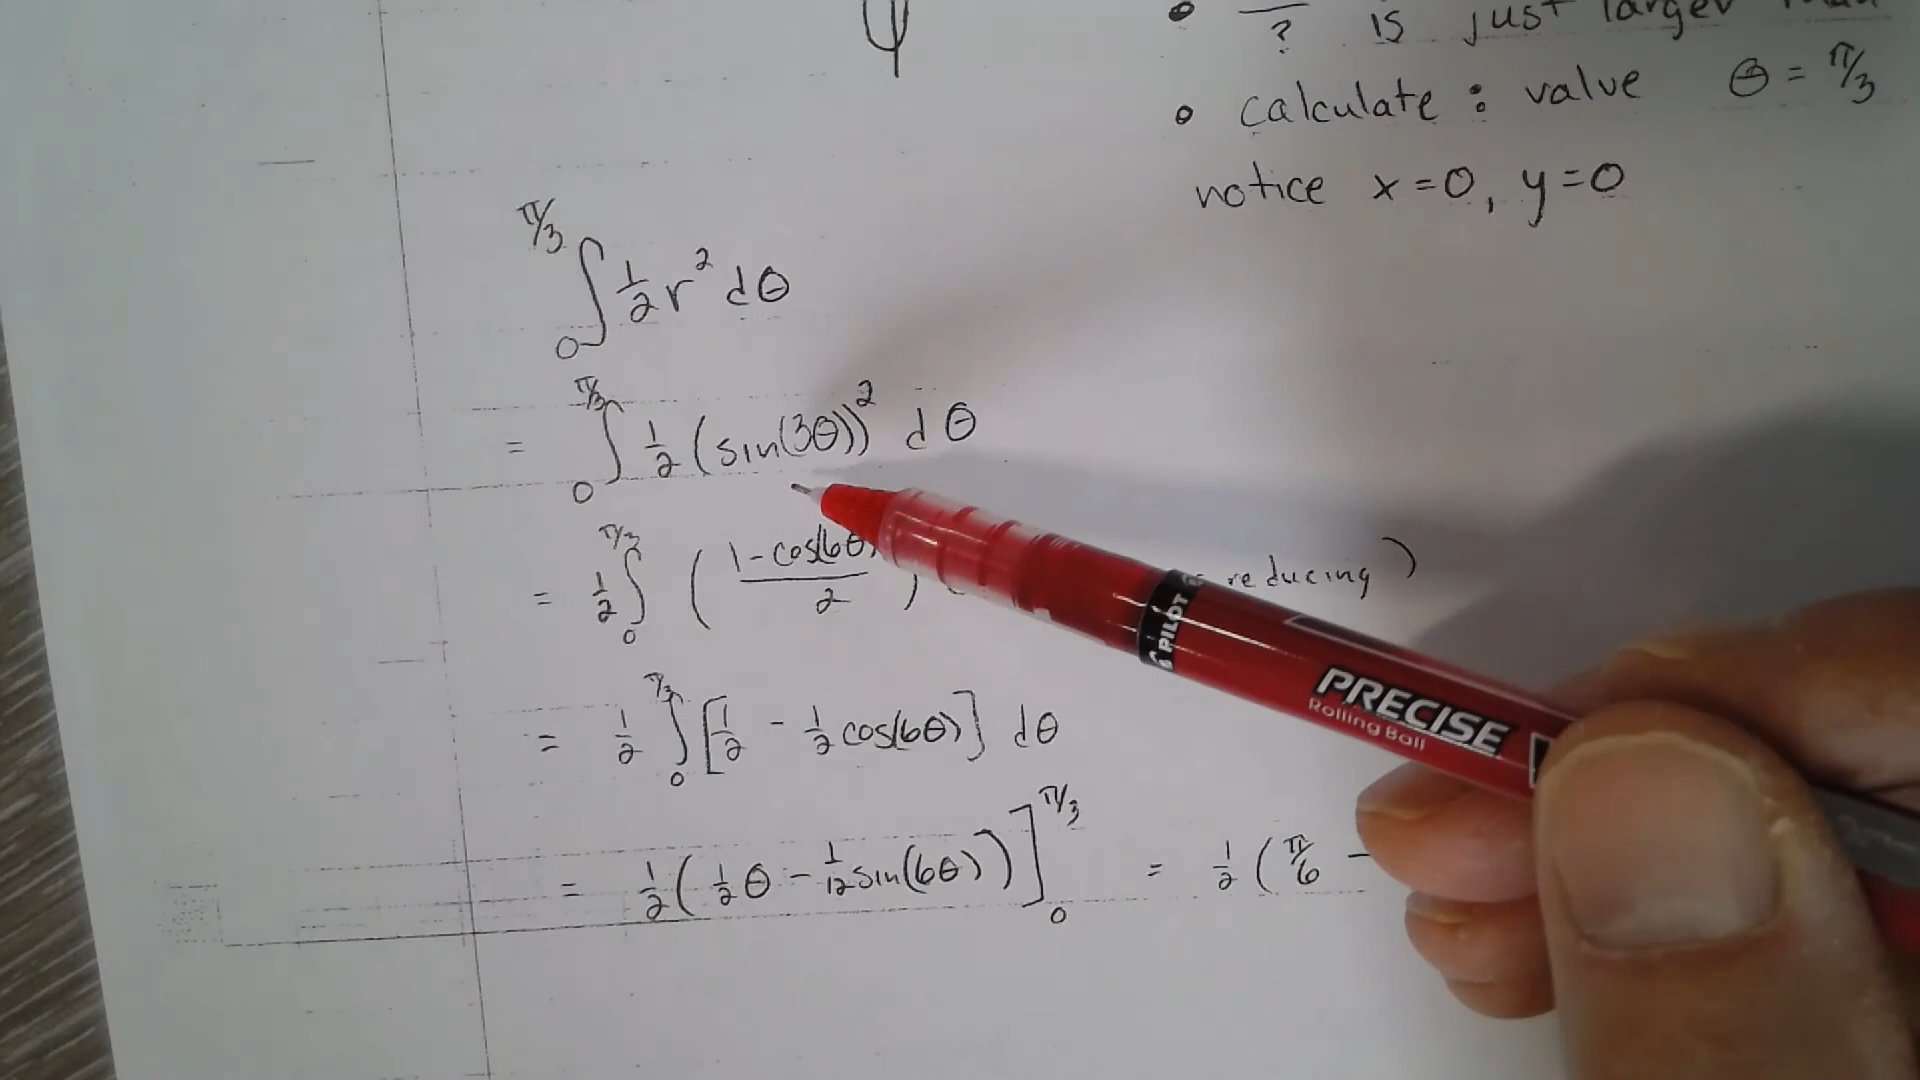 ? is just larger
• calculate : value θ = π/3
notice x=0, y=0
∫₀^(π/3) 1/2 r² dθ
= ∫₀^(π/3) 1/2 (sin(3θ))² dθ
= 1/2 ∫₀^(π/3) (1-cos(6θ)/2) reducing)
= 1/2 ∫₀^(π/3) [1/2 - 1/2 cos(6θ)] dθ
= 1/2 (1/2 θ - 1/12 sin(6θ))]₀^(π/3) = 1/2 (π/6 -
PILOT
PRECISE
Rolling Ball